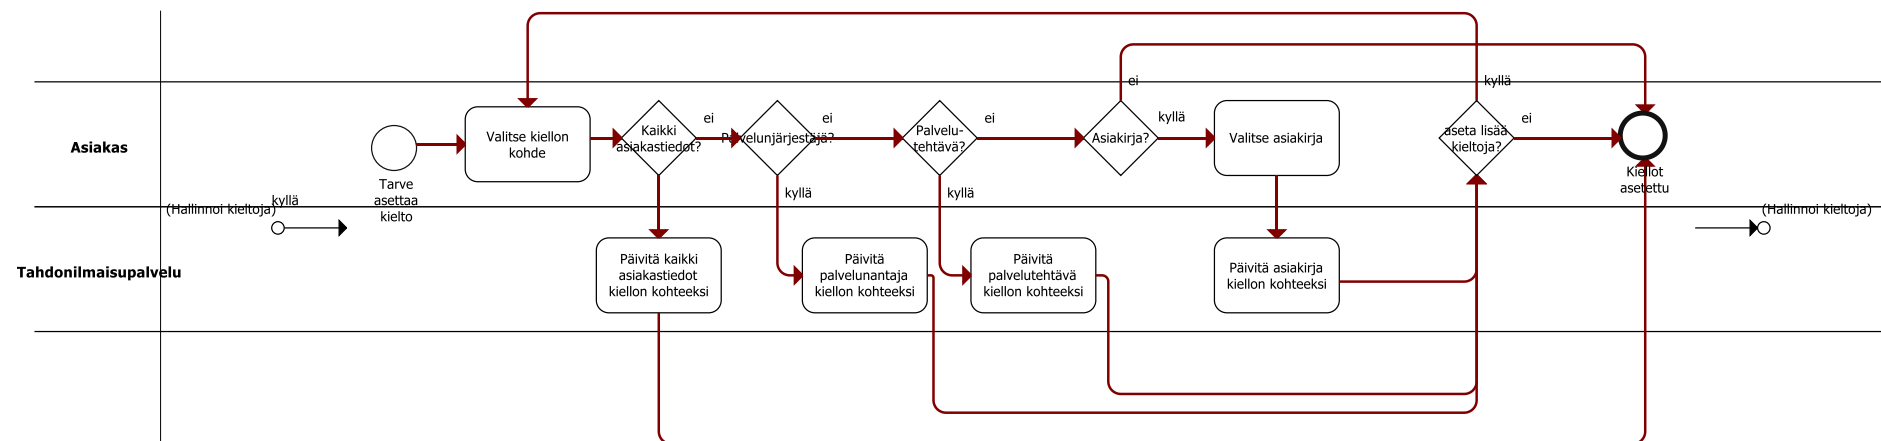 ei
kyllä
Asiakas
Tarve
asettaa
kielto
Valitse kiellon
kohde
Kaikki
asiakastiedot?
ei
Palvelunjärjestäjä?
ei
kyllä
Palvelu-
tehtävä?
ei
kyllä
Asiakirja?
kyllä
Valitse asiakirja
aseta lisää
kieltoja?
ei
Kiellot
asetettu
(Hallinnoi kieltoja)
kyllä
(Hallinnoi kieltoja)
Tahdonilmaisupalvelu
Päivitä kaikki
asiakastiedot
kiellon kohteeksi
Päivitä
palvelunantaja
kiellon kohteeksi
Päivitä
palvelutehtävä
kiellon kohteeksi
Päivitä asiakirja
kiellon kohteeksi